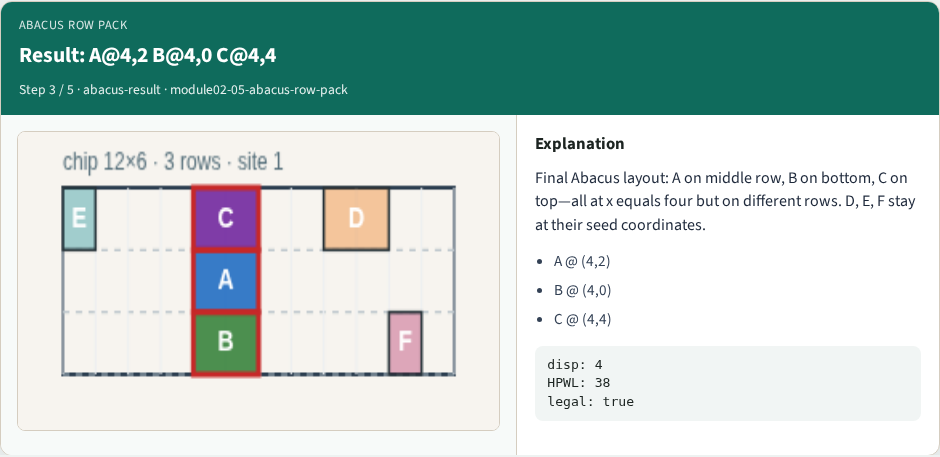 ABACUS ROW PACK
Result: A@4,2 B@4,0 C@4,4
Step 3 / 5 · abacus-result · module02-05-abacus-row-pack
chip 12×6 · 3 rows · site 1
E
C
D
A
B
F
Explanation
Final Abacus layout: A on middle row, B on bottom, C on
top—all at x equals four but on different rows. D, E, F stay
at their seed coordinates.
• A @ (4,2)
• B @ (4,0)
• C @ (4,4)
disp: 4
HPWL: 38
legal: true